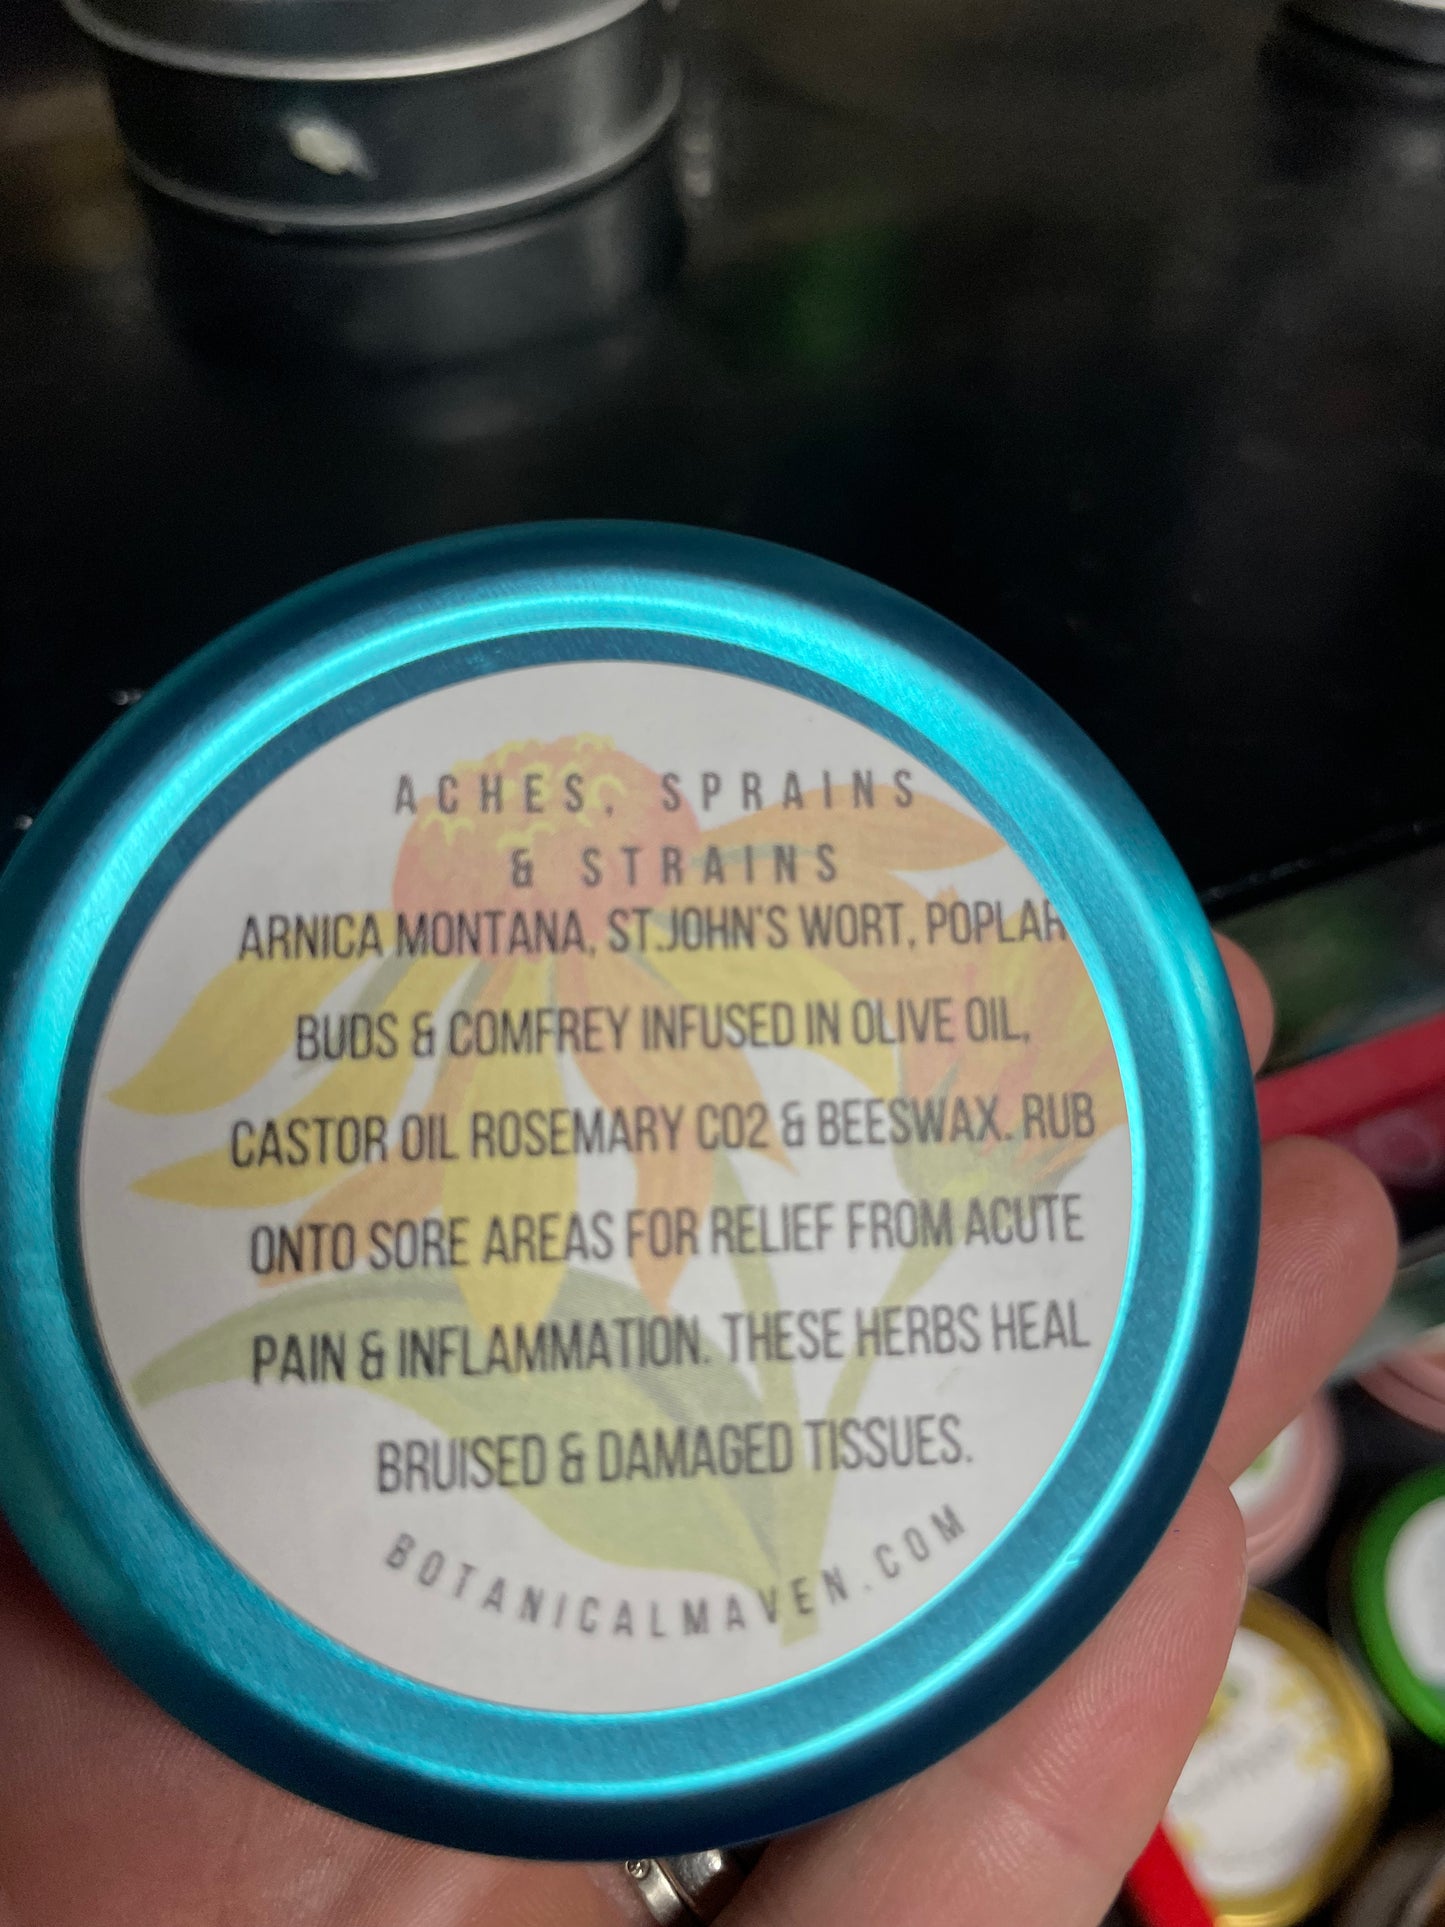 ACHES, SPRAINS
& STRAINS
ARNICA MONTANA, ST.JOHN'S WORT, POPLAR
BUDS & COMFREY INFUSED IN OLIVE OIL,
CASTOR OIL ROSEMARY CO2 & BEESWAX. RUB
ONTO SORE AREAS FOR RELIEF FROM ACUTE
PAIN & INFLAMMATION. THESE HERBS HEAL
BRUISED & DAMAGED TISSUES.
BOTANICALMAVEN.COM